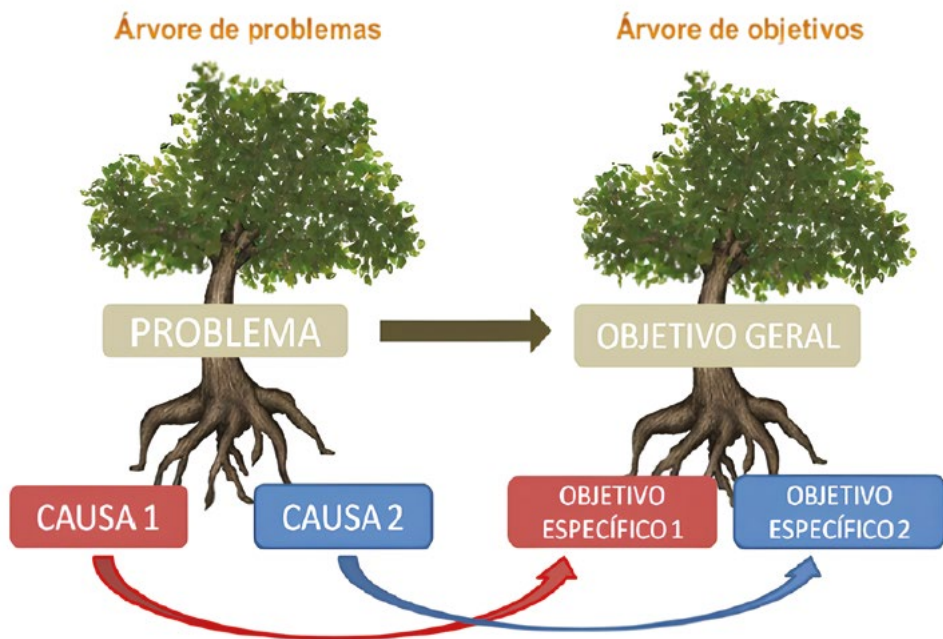 Árvore de problemas
Árvore de objetivos
PROBLEMA
OBJETIVO GERAL
CAUSA 1
CAUSA 2
OBJETIVO
ESPECÍFICO 1
OBJETIVO
ESPECÍFICO 2